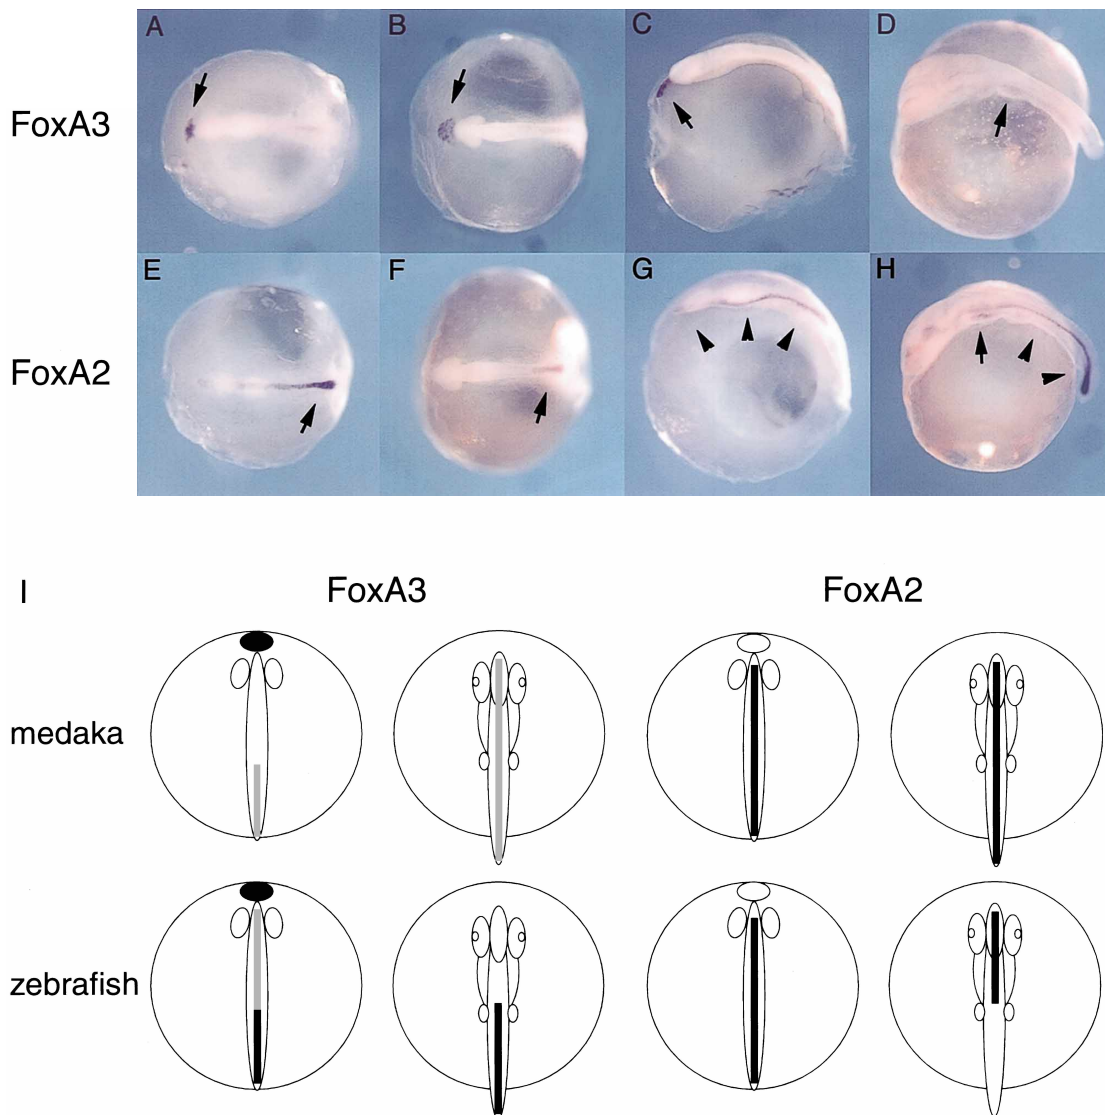 A B C D
FoxA3
E F G H
FoxA2
I FoxA3 FoxA2
medaka
zebrafish